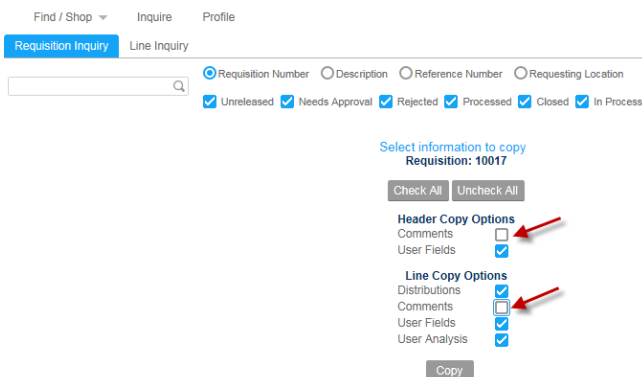 Find / Shop Inquire Profile
Requisition Inquiry Line Inquiry
Requisition Number Description Reference Number Requesting Location
Unreleased Needs Approval Rejected Processed Closed In Process
Select information to copy
Requisition: 10017
Check All Uncheck All
Header Copy Options
Comments
User Fields
Line Copy Options
Distributions
Comments
User Fields
User Analysis
Copy